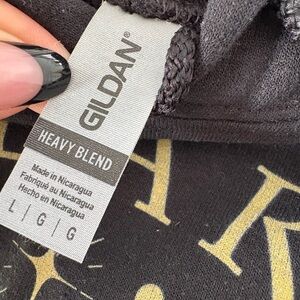 GILDAN®
HEAVY BLEND
Made in Nicaragua
Fabriqué au Nicaragua
Hecho en Nicaragua
L | G | G
A